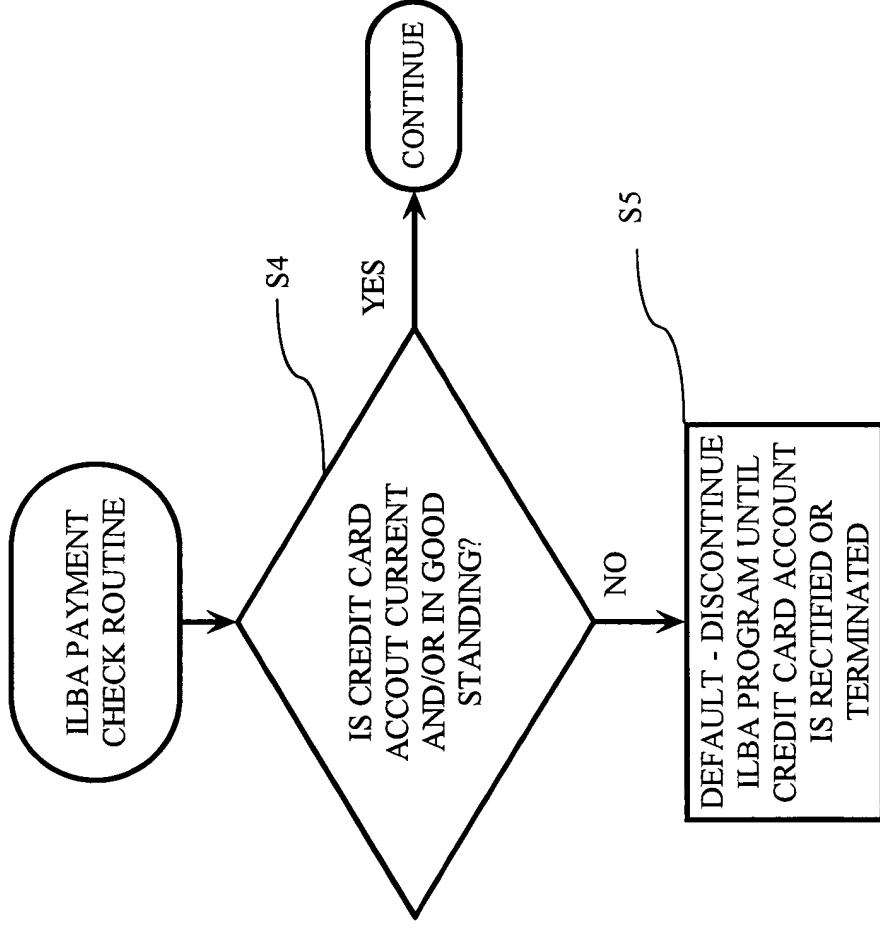 ILBA PAYMENT
CHECK ROUTINE
S4
IS CREDIT CARD
ACCOUT CURRENT
AND/OR IN GOOD
STANDING?
YES
CONTINUE
NO
S5
DEFAULT - DISCONTINUE
ILBA PROGRAM UNTIL
CREDIT CARD ACCOUNT
IS RECTIFIED OR
TERMINATED